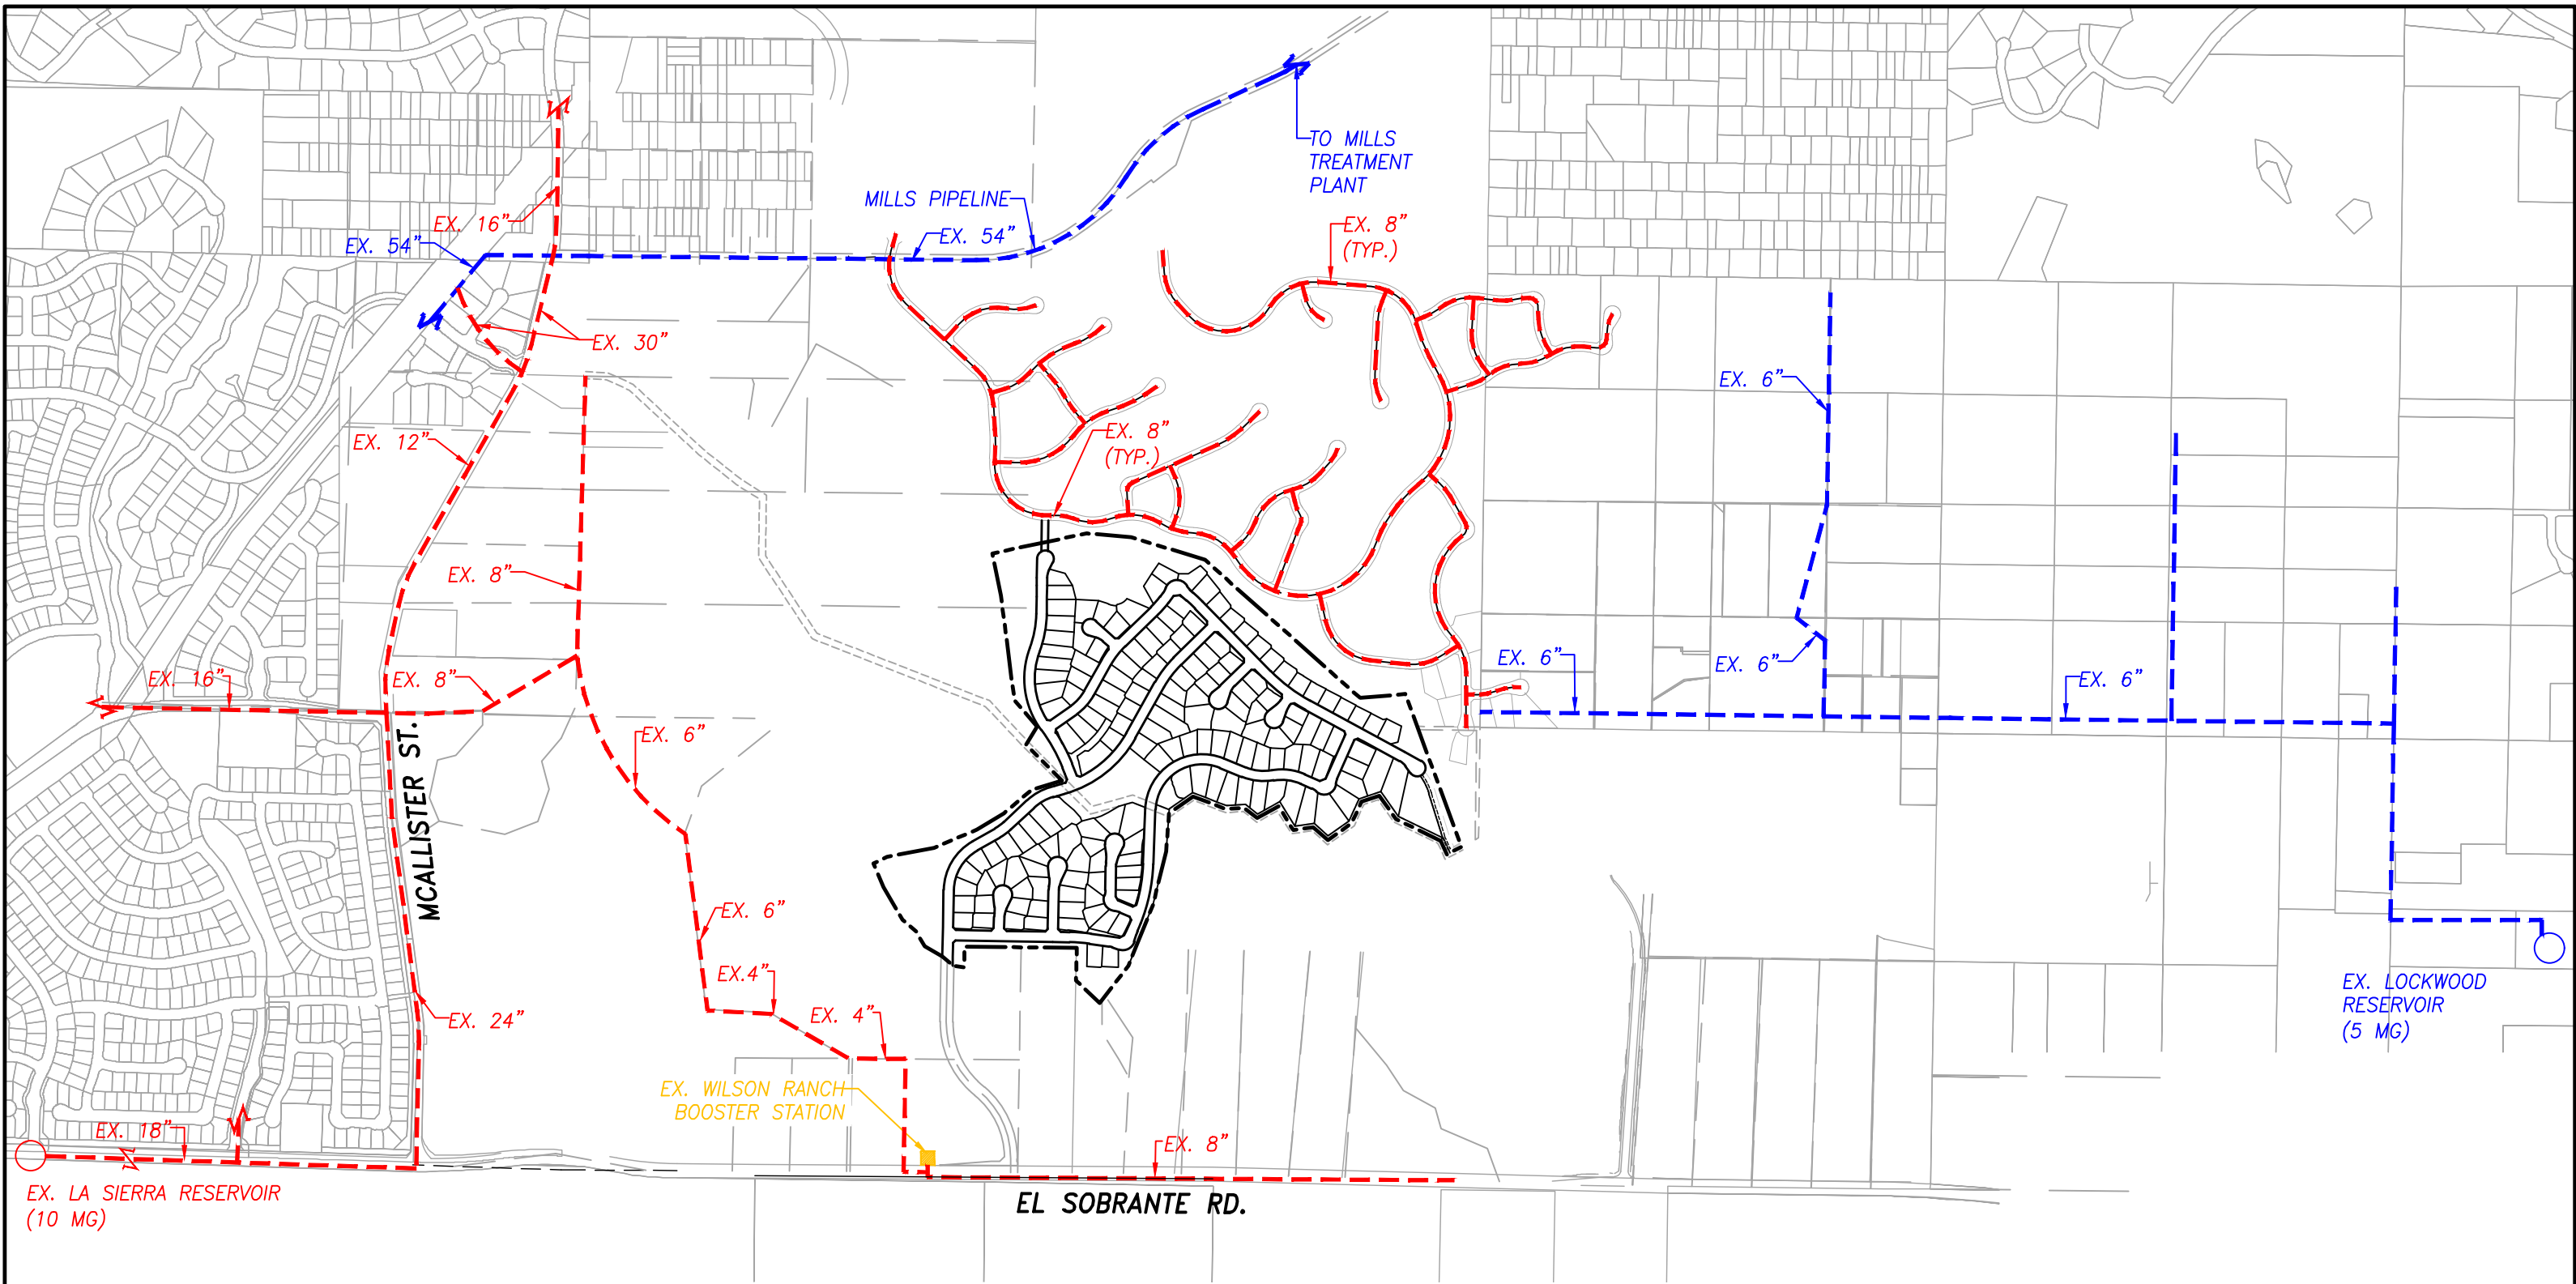 TO MILLS
TREATMENT
PLANT
MILLS PIPELINE
EX. 16"
EX. 8"
(TYP.)
EX. 54"
EX. 54"
EX. 30"
EX. 6"
EX. 12"
EX. 8"
(TYP.)
EX. 8"
EX. 6"
EX. 6"
EX. 16"
EX. 8"
EX. 6"
MCALLISTER ST.
EX. 6"
EX. 6"
EX.4"
EX. 4"
EX. 24"
EX. LOCKWOOD
RESERVOIR
(5 MG)
EX. WILSON RANCH
BOOSTER STATION
EX. 18"
EX. 8"
EX. LA SIERRA RESERVOIR
(10 MG)
EL SOBRANTE RD.